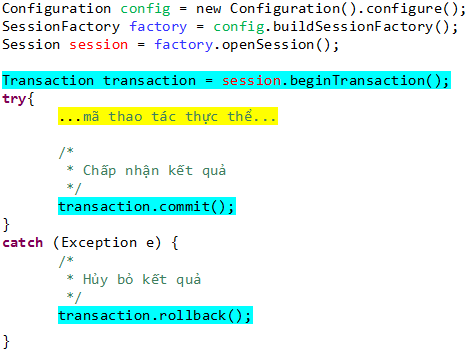 Configuration config = new Configuration().configure();
SessionFactory factory = config.buildSessionFactory();
Session session = factory.openSession();
Transaction transaction = session.beginTransaction();
try{
...mã thao tác thực thể...
/*
* Chấp nhận kết quả
*/
transaction.commit();
}
catch (Exception e) {
/*
* Hủy bỏ kết quả
*/
transaction.rollback();
}